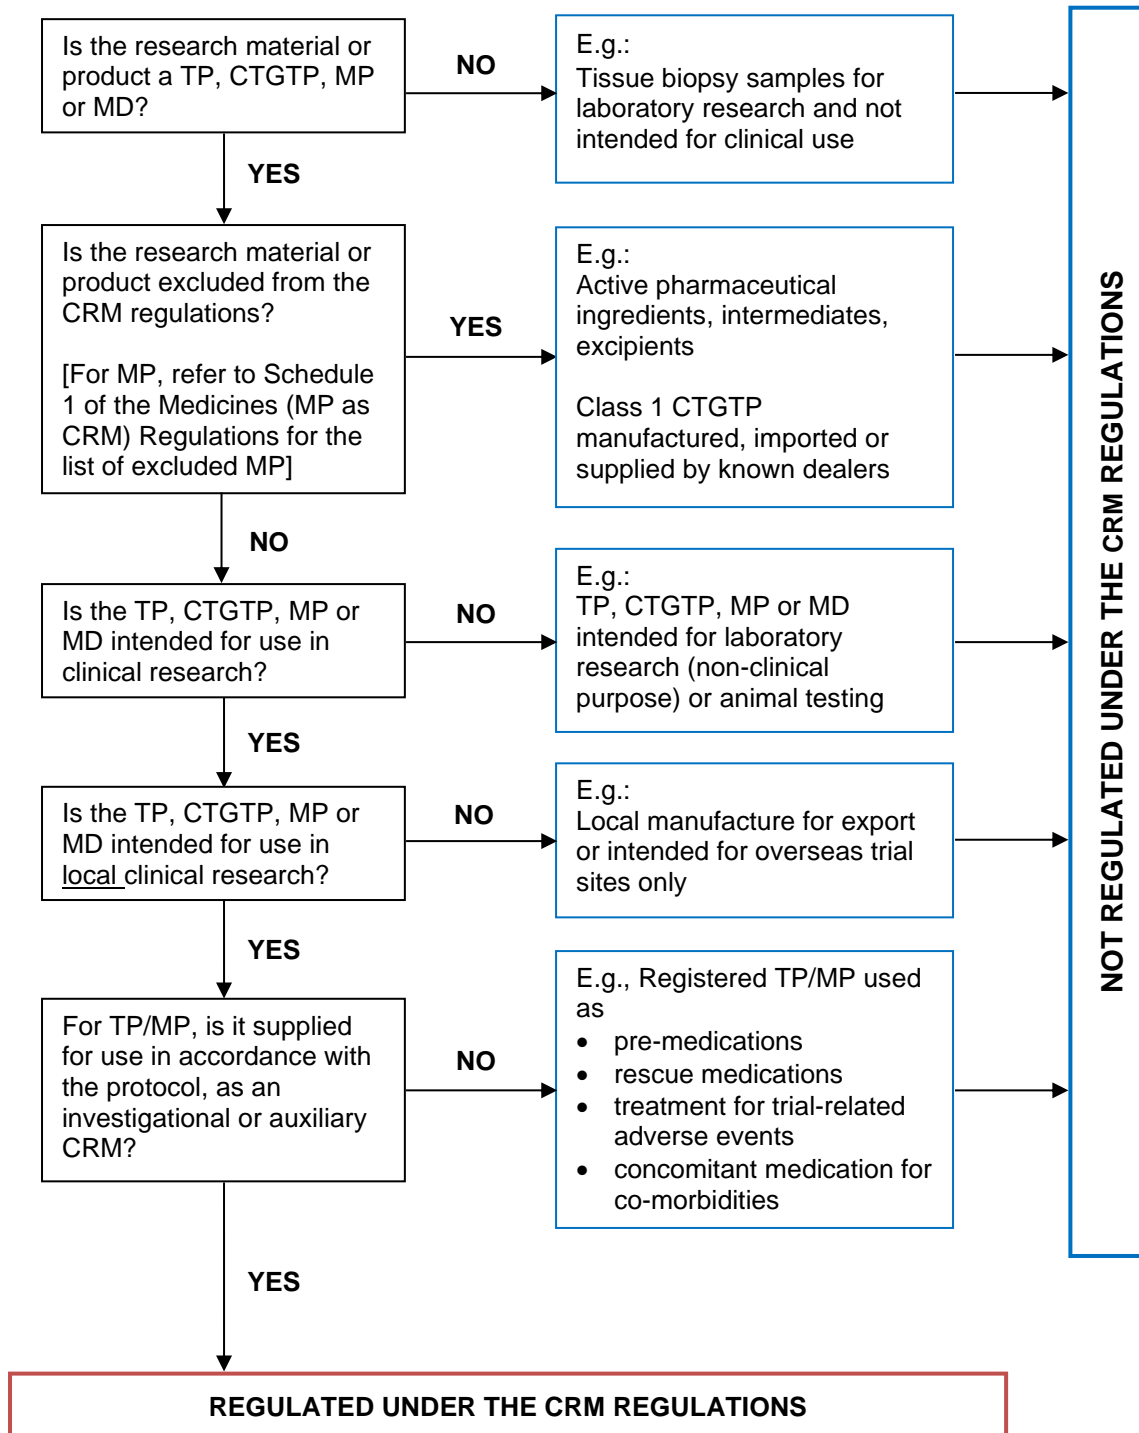 Is the research material or
product a TP, CTGTP, MP
or MD?
NO
E.g.:
Tissue biopsy samples for
laboratory research and not
intended for clinical use
YES
Is the research material or
product excluded from the
CRM regulations?
[For MP, refer to Schedule
1 of the Medicines (MP as
CRM) Regulations for the
list of excluded MP]
YES
E.g.:
Active pharmaceutical
ingredients, intermediates,
excipients
Class 1 CTGTP
manufactured, imported or
supplied by known dealers
NO
Is the TP, CTGTP, MP or
MD intended for use in
clinical research?
NO
E.g.:
TP, CTGTP, MP or MD
intended for laboratory
research (non-clinical
purpose) or animal testing
YES
Is the TP, CTGTP, MP or
MD intended for use in
local clinical research?
NO
E.g.:
Local manufacture for export
or intended for overseas trial
sites only
YES
For TP/MP, is it supplied
for use in accordance with
the protocol, as an
investigational or auxiliary
CRM?
NO
E.g., Registered TP/MP used
as
• pre-medications
• rescue medications
• treatment for trial-related
adverse events
• concomitant medication for
co-morbidities
YES
NOT REGULATED UNDER THE CRM REGULATIONS
REGULATED UNDER THE CRM REGULATIONS